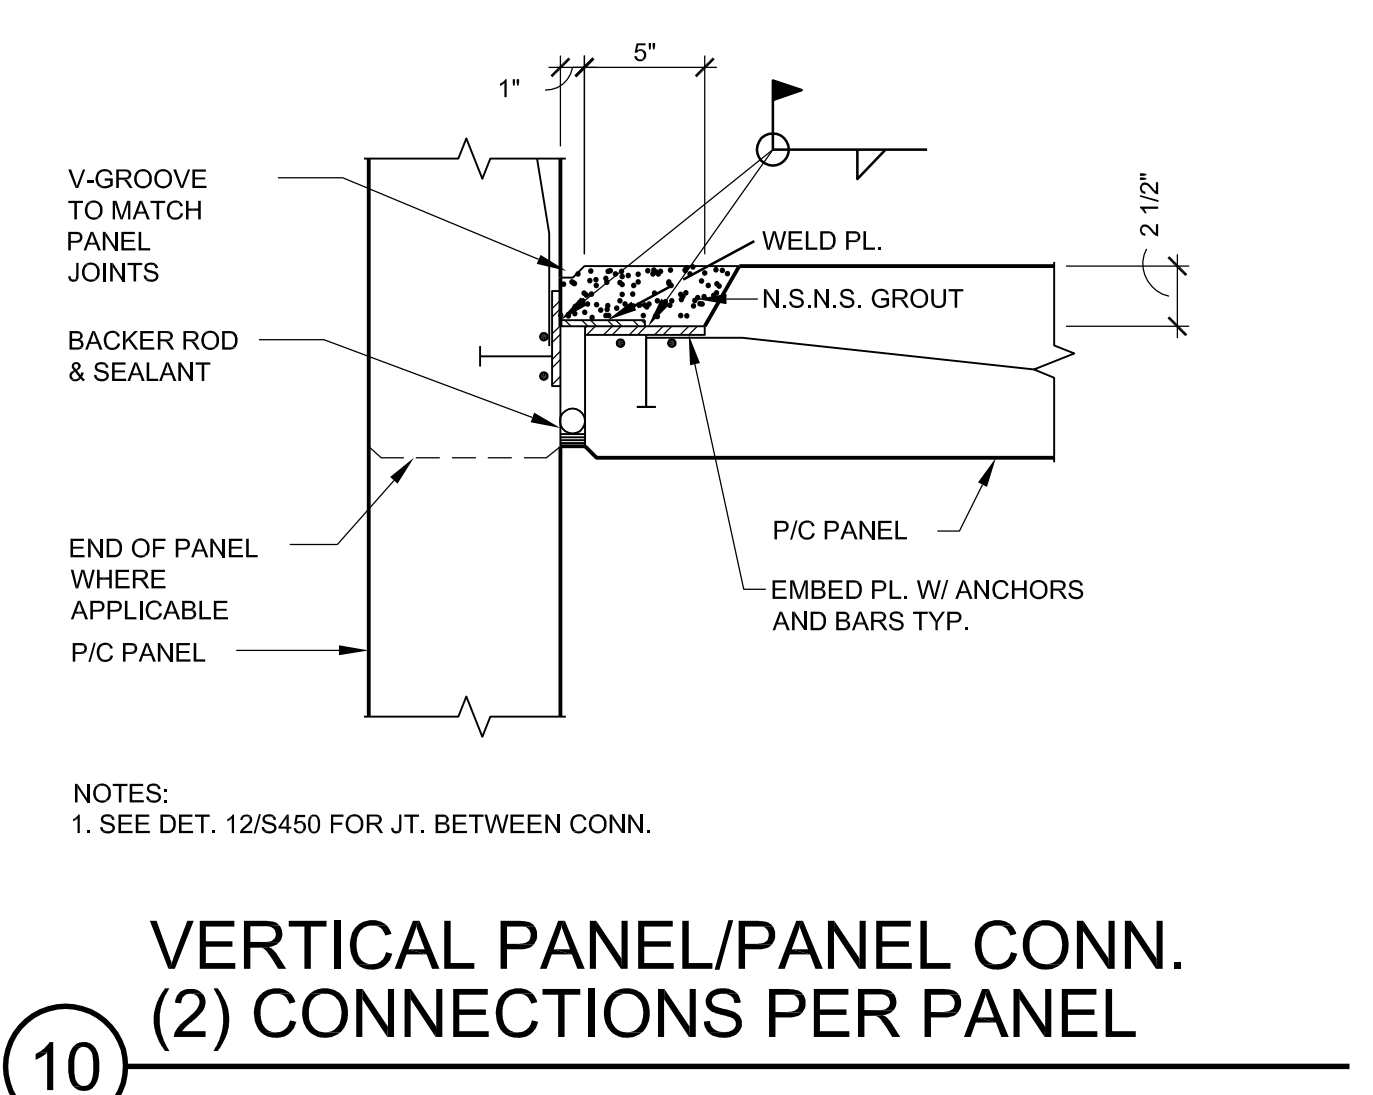 5"
1"
V-GROOVE
TO MATCH
PANEL
JOINTS
2 1/2"
WELD PL.
N.S.N.S. GROUT
BACKER ROD
& SEALANT
P/C PANEL
END OF PANEL
WHERE
APPLICABLE
EMBED PL. W/ ANCHORS
AND BARS TYP.
P/C PANEL
NOTES:
1. SEE DET. 12/S450 FOR JT. BETWEEN CONN.
VERTICAL PANEL/PANEL CONN.
(2) CONNECTIONS PER PANEL
10